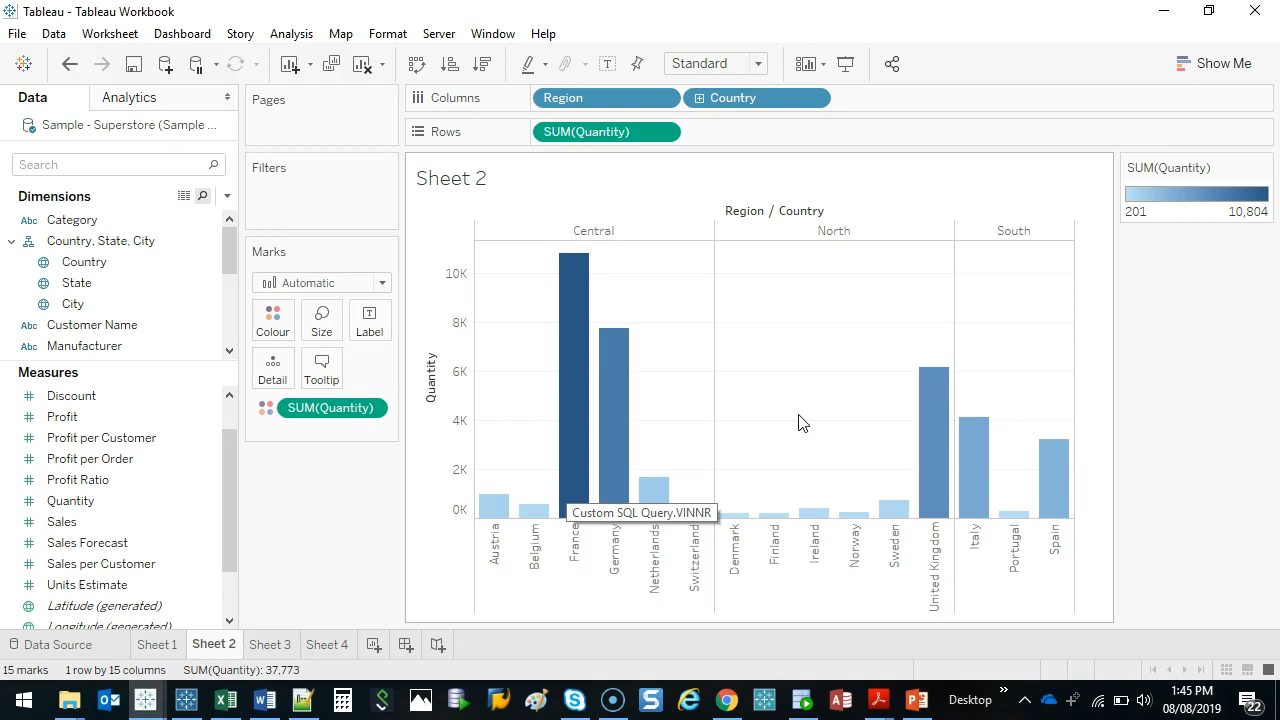 Tableau - Tableau Workbook
File Data Worksheet Dashboard Story Analysis Map Format Server Window Help
Standard
Show Me
Data Analytics
Sample - Superstore (Sample ...
Search
Dimensions
Abc Category
Country, State, City
Country
State
City
Abc Customer Name
Abc Manufacturer
Measures
Discount
Profit
Profit per Customer
Profit per Order
Profit Ratio
Quantity
Sales
Sales Forecast
Sales per Customer
Units Estimate
Latitude (generated)
Longitude (generated)
Pages
Filters
Marks
Automatic
Colour Size Label
Detail Tooltip
SUM(Quantity)
Columns Region Country
Rows SUM(Quantity)
Sheet 2
Region / Country
Central North South
Quantity
10K
8K
6K
4K
2K
0K
Custom SQL Query.VINNR
Austria Belgium France Germany Netherlands Switzerland Denmark Finland Ireland Norway Sweden United Kingdom Italy Portugal Spain
SUM(Quantity)
201 10,804
Data Source Sheet 1 Sheet 2 Sheet 3 Sheet 4
15 marks 1 row by 15 columns SUM(Quantity): 37,773
Desktop
1:45 PM
08/08/2019
22